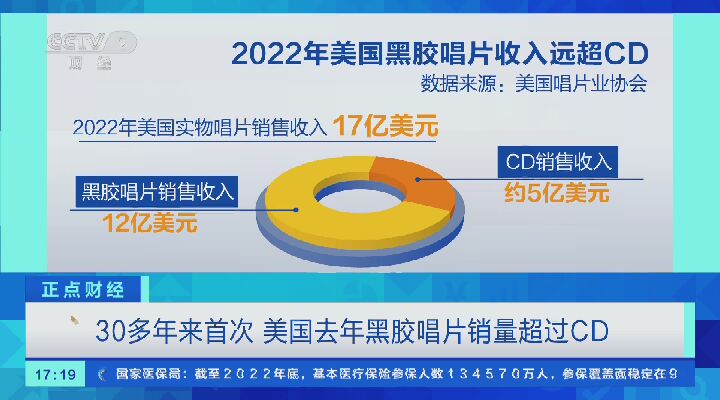 CCTV 2
财经
2022年美国黑胶唱片收入远超CD
数据来源：美国唱片业协会
2022年美国实物唱片销售收入 17亿美元
CD销售收入
约5亿美元
黑胶唱片销售收入
12亿美元
正点财经
30多年来首次 美国去年黑胶唱片销量超过CD
17:19
国家医保局：截至2022年底，基本医疗保险参保人数134570万人，参保覆盖面稳定在9